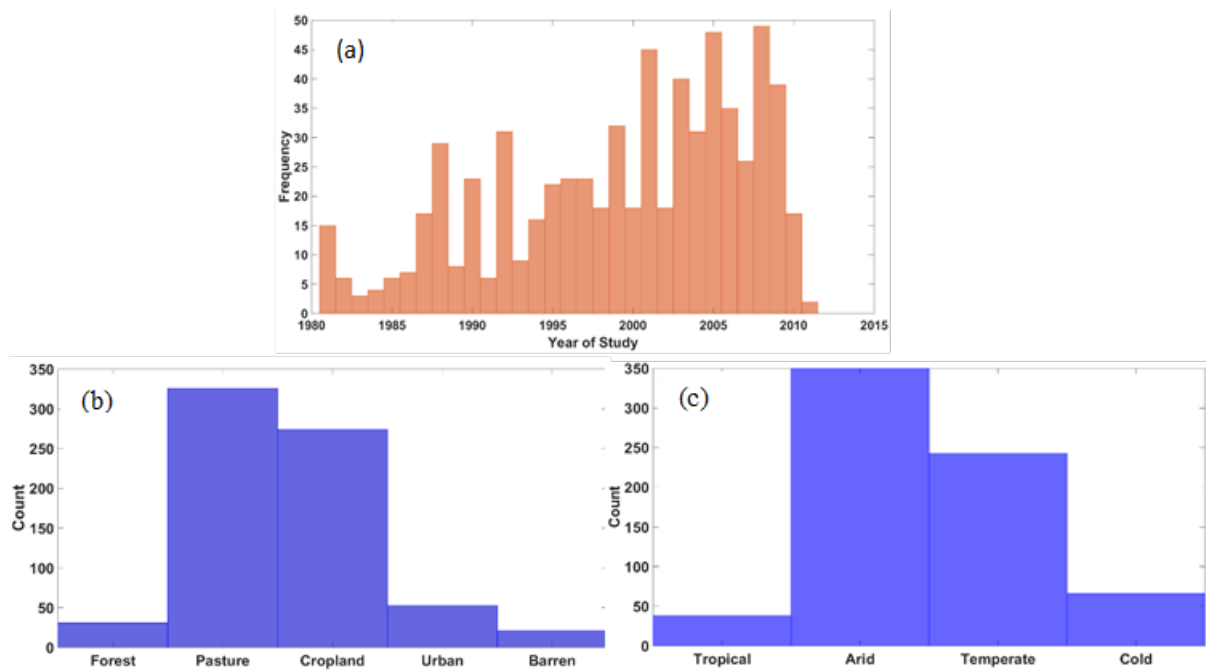 (a)
50
45
40
35
30
25
20
15
10
5
0
Frequency
1980 1985 1990 1995 2000 2005 2010 2015
Year of Study
(b)
350
300
250
200
150
100
50
0
Count
Forest Pasture Cropland Urban Barren
(c)
350
300
250
200
150
100
50
0
Count
Tropical Arid Temperate Cold